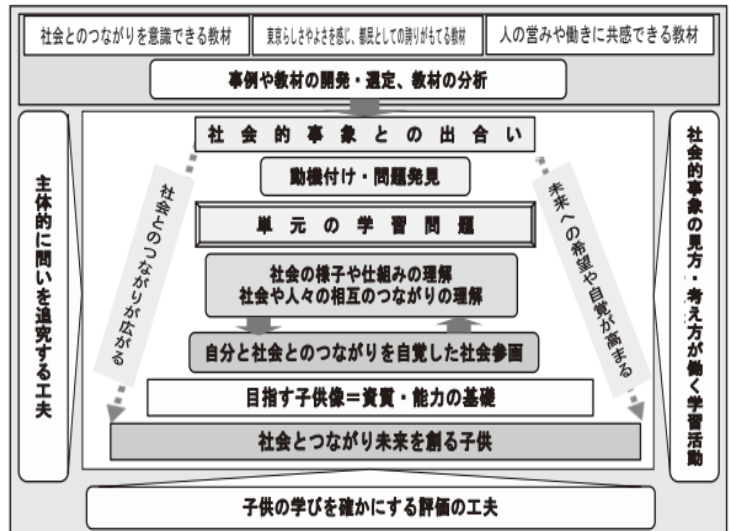 社会とのつながりを意識できる教材
東京らしさやよさを感じ、都民としての誇りがもてる教材
人の営みや働きに共感できる教材
事例や教材の開発・選定、教材の分析
社会的事象との出合い
動機付け・問題発見
単元の学習問題
社会の様子や仕組みの理解
社会や人々の相互のつながりの理解
自分と社会とのつながりを自覚した社会参画
目指す子供像＝資質・能力の基礎
社会とつながり未来を創る子供
主体的に問いを追究する工夫
社会とのつながりが広がる
未来への希望や自覚が高まる
社会的事象の見方・考え方が働く学習活動
子供の学びを確かにする評価の工夫